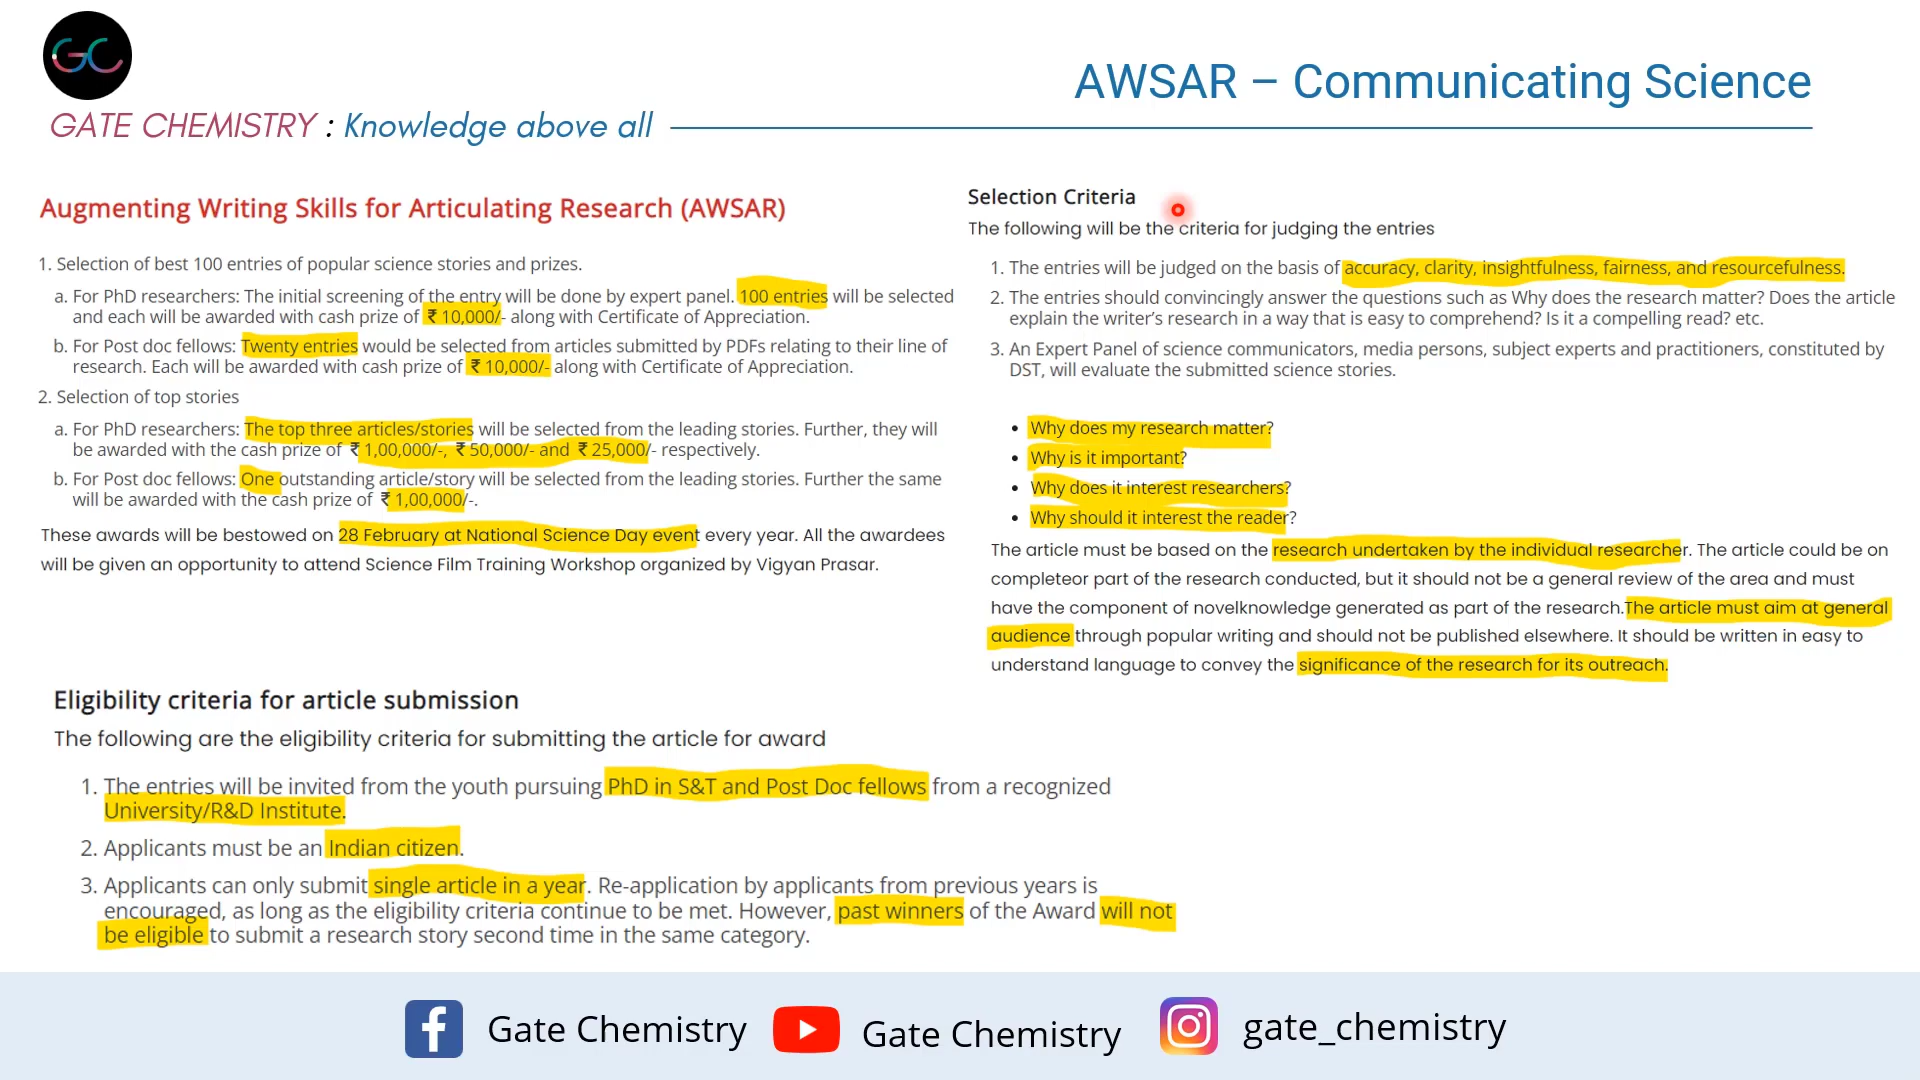 GC
GATE CHEMISTRY : Knowledge above all
AWSAR – Communicating Science
Augmenting Writing Skills for Articulating Research (AWSAR)
1. Selection of best 100 entries of popular science stories and prizes.
a. For PhD researchers: The initial screening of the entry will be done by expert panel. 100 entries will be selected
and each will be awarded with cash prize of ₹ 10,000/- along with Certificate of Appreciation.
b. For Post doc fellows: Twenty entries would be selected from articles submitted by PDFs relating to their line of
research. Each will be awarded with cash prize of ₹ 10,000/- along with Certificate of Appreciation.
2. Selection of top stories
a. For PhD researchers: The top three articles/stories will be selected from the leading stories. Further, they will
be awarded with the cash prize of ₹ 1,00,000/-, ₹ 50,000/- and ₹ 25,000/- respectively.
b. For Post doc fellows: One outstanding article/story will be selected from the leading stories. Further the same
will be awarded with the cash prize of ₹ 1,00,000/-.
These awards will be bestowed on 28 February at National Science Day event every year. All the awardees
will be given an opportunity to attend Science Film Training Workshop organized by Vigyan Prasar.
Selection Criteria
The following will be the criteria for judging the entries
1. The entries will be judged on the basis of accuracy, clarity, insightfulness, fairness, and resourcefulness.
2. The entries should convincingly answer the questions such as Why does the research matter? Does the article
explain the writer's research in a way that is easy to comprehend? Is it a compelling read? etc.
3. An Expert Panel of science communicators, media persons, subject experts and practitioners, constituted by
DST, will evaluate the submitted science stories.
• Why does my research matter?
• Why is it important?
• Why does it interest researchers?
• Why should it interest the reader?
The article must be based on the research undertaken by the individual researcher. The article could be on
completeor part of the research conducted, but it should not be a general review of the area and must
have the component of novelknowledge generated as part of the research.The article must aim at general
audience through popular writing and should not be published elsewhere. It should be written in easy to
understand language to convey the significance of the research for its outreach.
Eligibility criteria for article submission
The following are the eligibility criteria for submitting the article for award
1. The entries will be invited from the youth pursuing PhD in S&T and Post Doc fellows from a recognized
University/R&D Institute.
2. Applicants must be an Indian citizen.
3. Applicants can only submit single article in a year. Re-application by applicants from previous years is
encouraged, as long as the eligibility criteria continue to be met. However, past winners of the Award will not
be eligible to submit a research story second time in the same category.
Gate Chemistry
Gate Chemistry
gate_chemistry